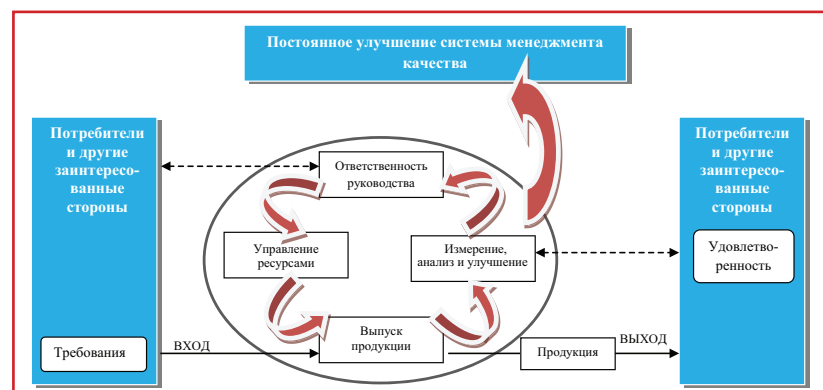 Постоянное улучшение системы менеджмента
качества
Потребители
и другие
заинтересо-
ванные
стороны
Требования
Ответственность
руководства
Управление
ресурсами
Измерение,
анализ и улучшение
Выпуск
продукции
ВХОД
Продукция
ВЫХОД
Потребители
и другие
заинтересо-
ванные
стороны
Удовлетво-
ренность